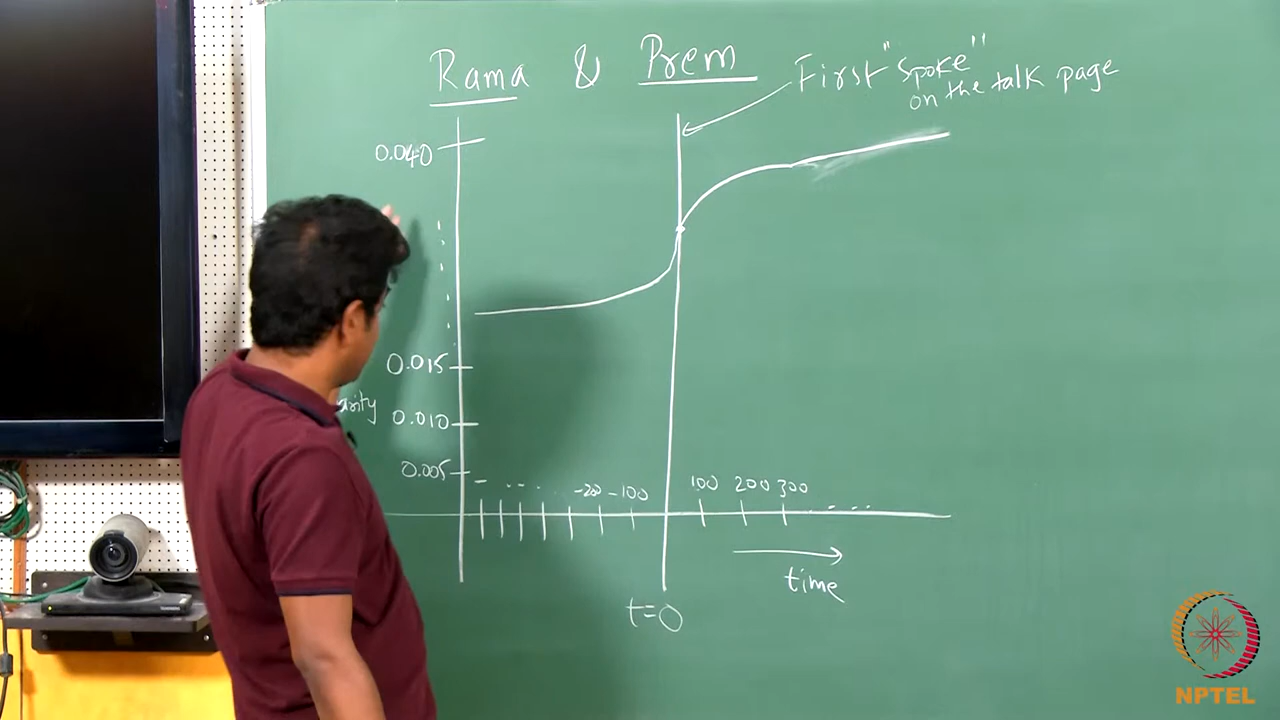 Rama & Prem
First "spoke"
on the talk page
0.040
0.015
0.010
0.005
-200 -100 100 200 300
time
t=0
NPTEL